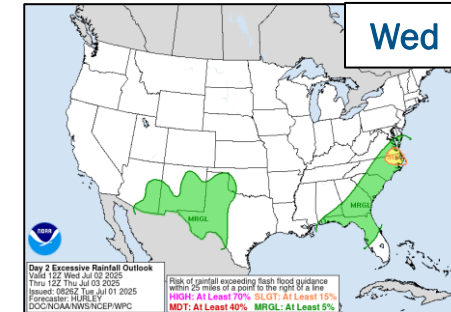 Wed
MRGL
MRGL
NOAA
Day 2 Excessive Rainfall Outlook
Valid 12Z Wed Jul 02 2025
Thru 12Z Thu Jul 03 2025
Issued: 0826Z Tue Jul 01 2025
Forecaster: HURLEY
DOC/NOAA/NWS/NCEP/WPC
Risk of rainfall exceeding flash flood guidance
within 25 miles of a point to the right of a line
HIGH: At Least 70% SLGT: At Least 15%
MDT: At Least 40% MRGL: At Least 5%